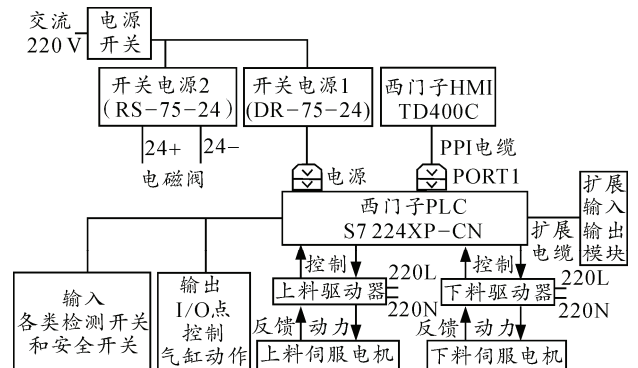 交流
220 V
电源
开关
开关电源2
(RS-75-24)
开关电源1
(DR-75-24)
西门子HMI
TD400C
24+
24-
电磁阀
PPI电缆
电源
PORT1
西门子PLC
S7 224XP-CN
扩展
电缆
扩展
输入
输出
模块
输入
各类检测开关
和安全开关
输出
I/O点
控制
气缸动作
控制
上料驱动器
220L
220N
反馈
动力
上料伺服电机
控制
下料驱动器
220L
220N
反馈
动力
下料伺服电机